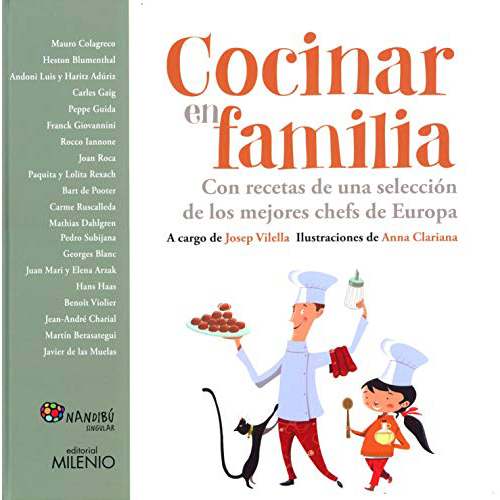 Mauro Colagreco
Heston Blumenthal
Andoni Luis y Haritz Adúriz
Carles Gaig
Peppe Guida
Franck Giovannini
Rocco Iannone
Joan Roca
Paquita y Lolita Rexach
Bart de Pooter
Carme Ruscalleda
Mathias Dahlgren
Pedro Subijana
Georges Blanc
Juan Mari y Elena Arzak
Hans Haas
Benoît Violier
Jean-André Charial
Martín Berasategui
Javier de las Muelas
NANDIBÚ
SINGULAR
editorial
MILENIO
Cocinar
en
familia
Con recetas de una selección
de los mejores chefs de Europa
A cargo de Josep Vilella Ilustraciones de Anna Clariana